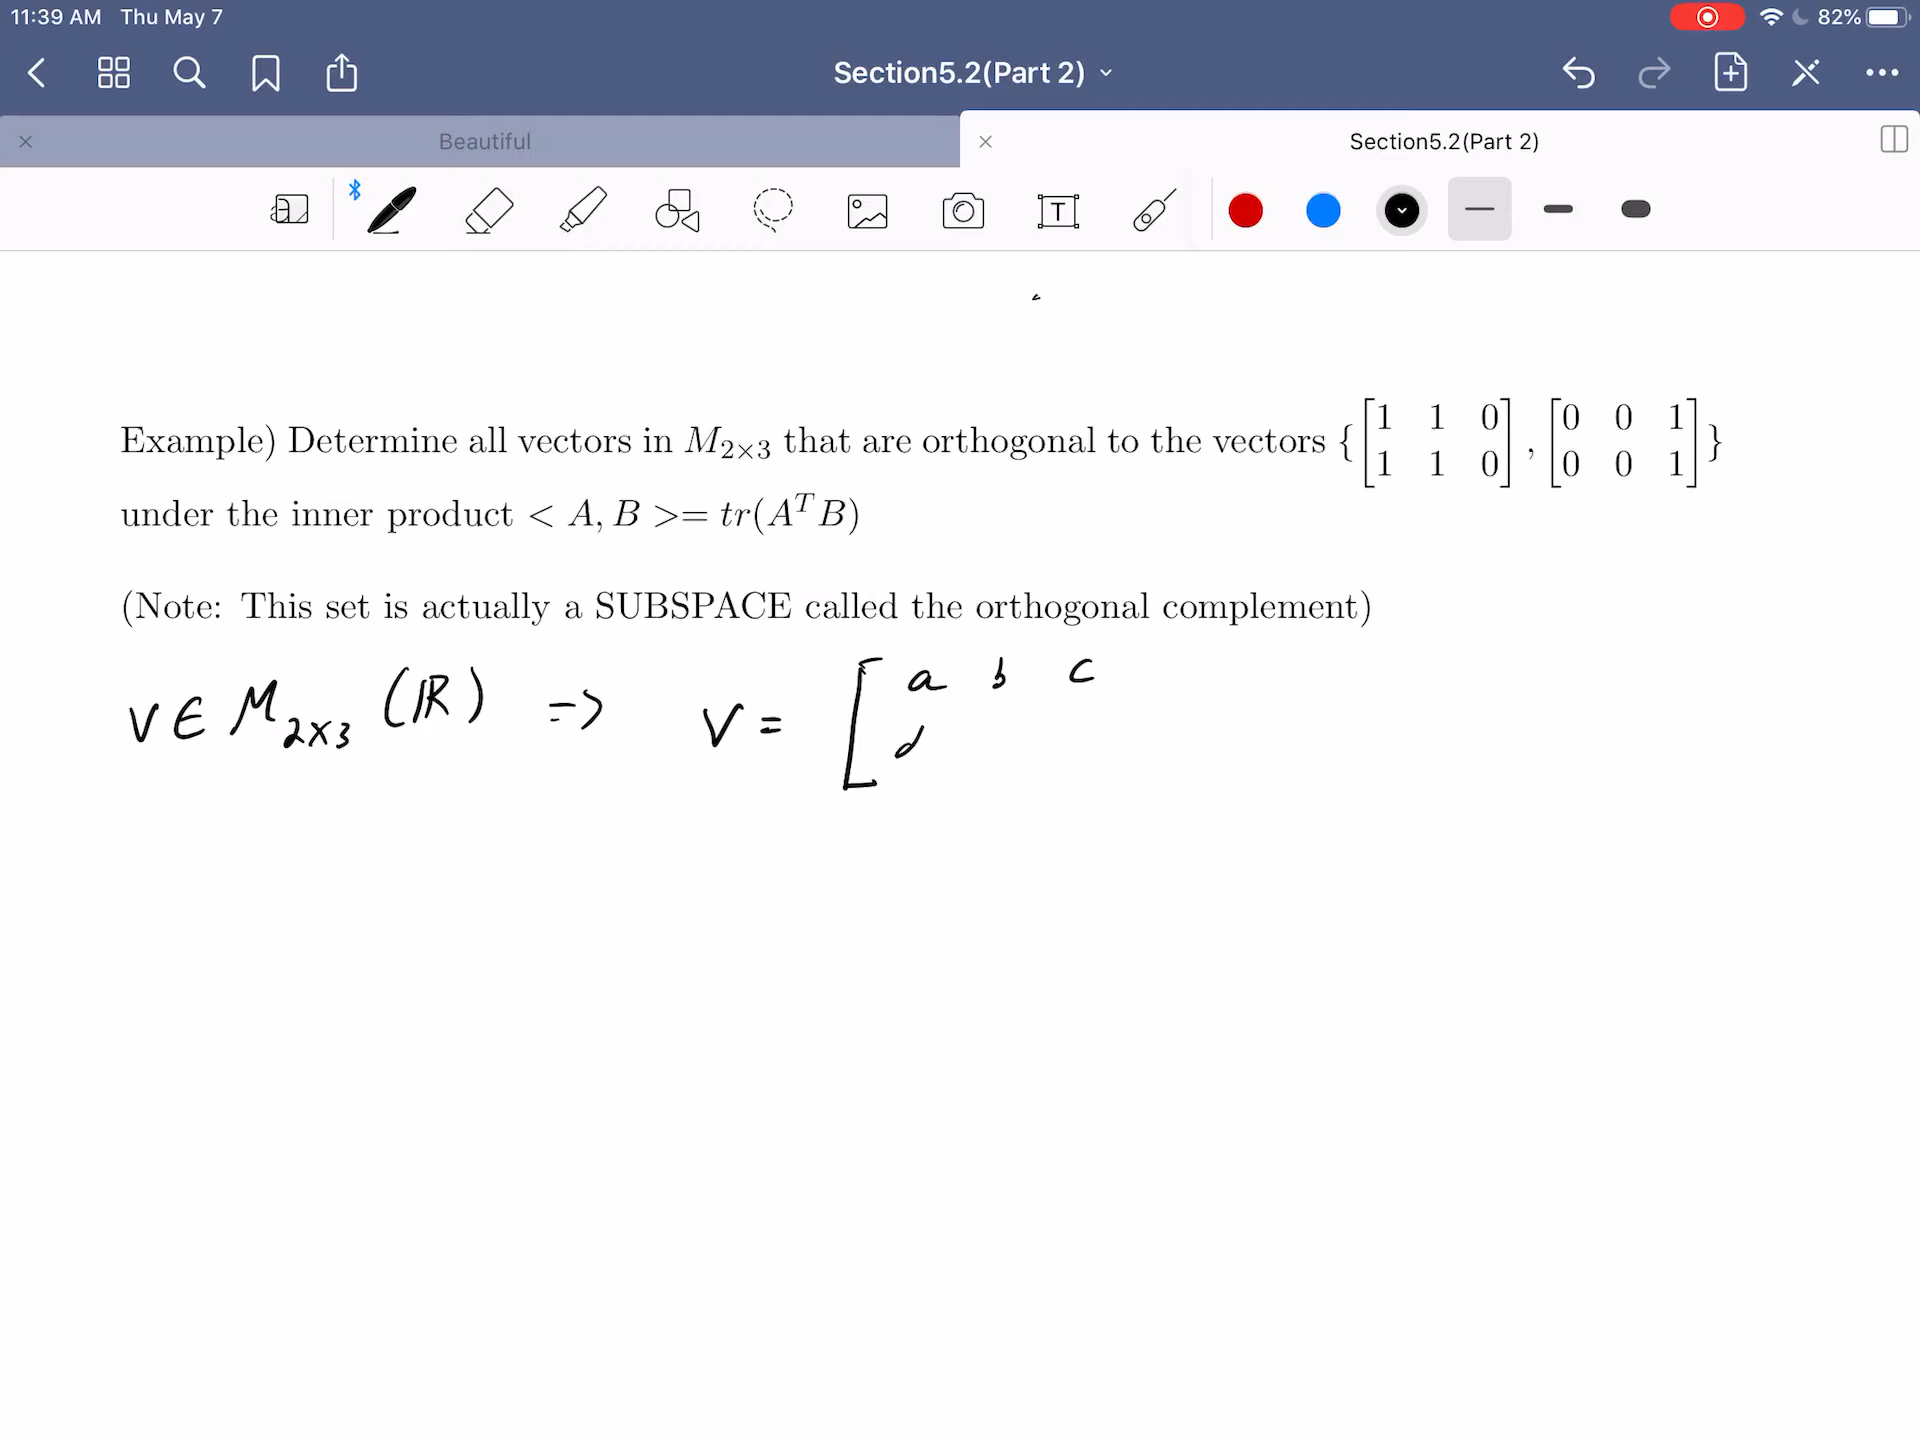 11:39 AM Thu May 7
82%
Section5.2(Part 2)
Beautiful
Section5.2(Part 2)
a
T
Example) Determine all vectors in M₂ₓ₃ that are orthogonal to the vectors { [1 1 0; 1 1 0], [0 0 1; 0 0 1] }
under the inner product < A, B >= tr(AᵀB)
(Note: This set is actually a SUBSPACE called the orthogonal complement)
V ∈ M₂ₓ₃ (ℝ) => V = [ a b c
d